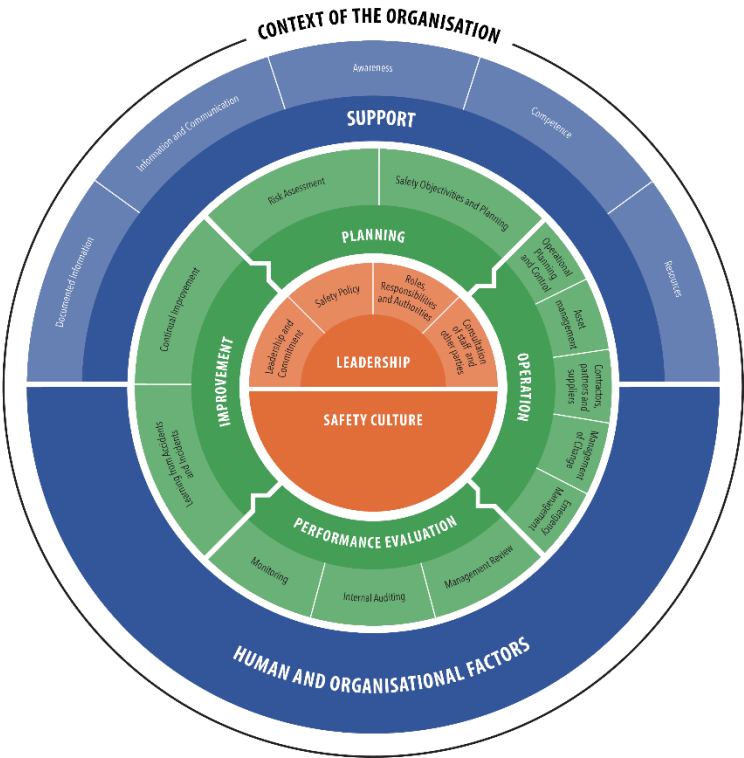 CONTEXT OF THE ORGANISATION
Awareness
Information and Communication
Competence
Documented Information
Resources
SUPPORT
Risk Assessment
Safety Objectivities and Planning
PLANNING
Continual Improvement
Learning from Accidents
and Incidents
IMPROVEMENT
Operational
Planning
and Control
Asset
management
Contractors,
partners and
suppliers
Management
of Change
Emergency
Management
OPERATION
Leadership and
Commitment
Safety Policy
Roles,
Responsibilities
and Authorities
Consultation
of staff and
other parties
LEADERSHIP
SAFETY CULTURE
PERFORMANCE EVALUATION
Monitoring
Internal Auditing
Management Review
HUMAN AND ORGANISATIONAL FACTORS